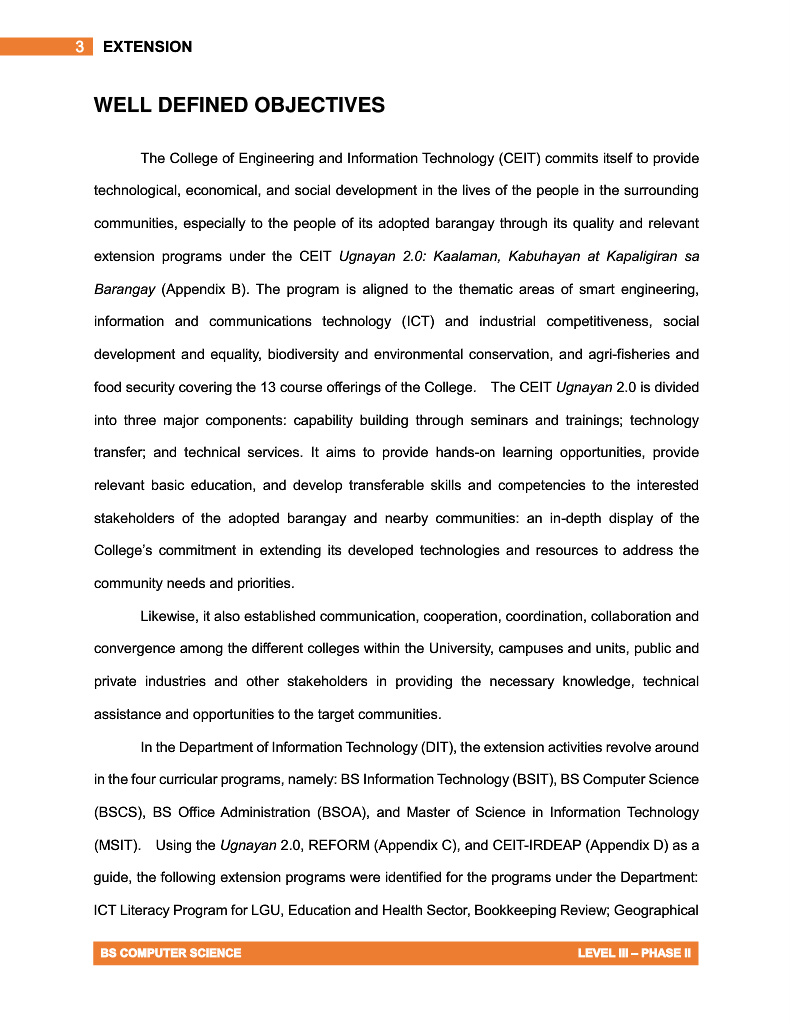 3 EXTENSION
WELL DEFINED OBJECTIVES
The College of Engineering and Information Technology (CEIT) commits itself to provide
technological, economical, and social development in the lives of the people in the surrounding
communities, especially to the people of its adopted barangay through its quality and relevant
extension programs under the CEIT Ugnayan 2.0: Kaalaman, Kabuhayan at Kapaligiran sa
Barangay (Appendix B). The program is aligned to the thematic areas of smart engineering,
information and communications technology (ICT) and industrial competitiveness, social
development and equality, biodiversity and environmental conservation, and agri-fisheries and
food security covering the 13 course offerings of the College. The CEIT Ugnayan 2.0 is divided
into three major components: capability building through seminars and trainings; technology
transfer; and technical services. It aims to provide hands-on learning opportunities, provide
relevant basic education, and develop transferable skills and competencies to the interested
stakeholders of the adopted barangay and nearby communities: an in-depth display of the
College’s commitment in extending its developed technologies and resources to address the
community needs and priorities.
Likewise, it also established communication, cooperation, coordination, collaboration and
convergence among the different colleges within the University, campuses and units, public and
private industries and other stakeholders in providing the necessary knowledge, technical
assistance and opportunities to the target communities.
In the Department of Information Technology (DIT), the extension activities revolve around
in the four curricular programs, namely: BS Information Technology (BSIT), BS Computer Science
(BSCS), BS Office Administration (BSOA), and Master of Science in Information Technology
(MSIT). Using the Ugnayan 2.0, REFORM (Appendix C), and CEIT-IRDEAP (Appendix D) as a
guide, the following extension programs were identified for the programs under the Department:
ICT Literacy Program for LGU, Education and Health Sector, Bookkeeping Review; Geographical
BS COMPUTER SCIENCE LEVEL III – PHASE II